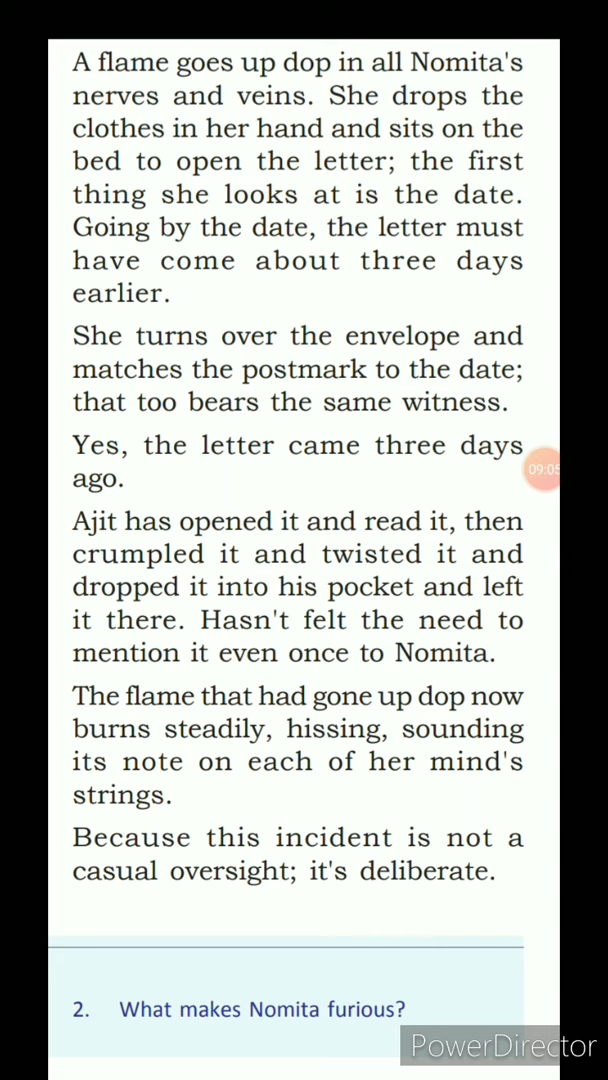 A flame goes up dop in all Nomita's
nerves and veins. She drops the
clothes in her hand and sits on the
bed to open the letter; the first
thing she looks at is the date.
Going by the date, the letter must
have come about three days
earlier.
She turns over the envelope and
matches the postmark to the date;
that too bears the same witness.
Yes, the letter came three days
ago.
09:05
Ajit has opened it and read it, then
crumpled it and twisted it and
dropped it into his pocket and left
it there. Hasn't felt the need to
mention it even once to Nomita.
The flame that had gone up dop now
burns steadily, hissing, sounding
its note on each of her mind's
strings.
Because this incident is not a
casual oversight; it's deliberate.
2. What makes Nomita furious?
PowerDirector